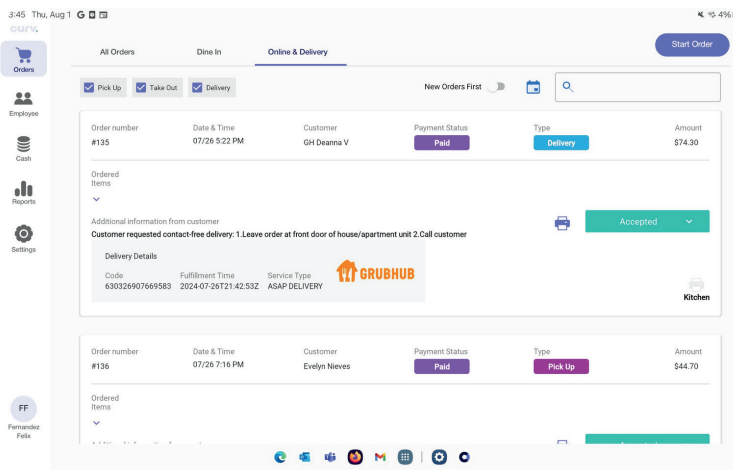 3:45 Thu, Aug 1 G
4%
curv.
Orders
Employee
Cash
Reports
Settings
FF
Fernandez
Felix
All Orders Dine In Online & Delivery Start Order
Pick Up Take Out Delivery New Orders First
Order number Date & Time Customer Payment Status Type Amount
#135 07/26 5:22 PM GH Deanna V Paid Delivery $74.30
Ordered
Items
Additional information from customer Accepted
Customer requested contact-free delivery: 1.Leave order at front door of house/apartment unit 2.Call customer
Delivery Details
Code Fulfillment Time Service Type GRUBHUB
630326907669583 2024-07-26T21:42:53Z ASAP DELIVERY
Kitchen
Order number Date & Time Customer Payment Status Type Amount
#136 07/26 7:16 PM Evelyn Nieves Paid Pick Up $44.70
Ordered
Items